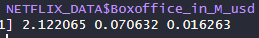 NETFLIX_DATA$Boxoffice_in_M_usd
1] 2.122065 0.070632 0.016263